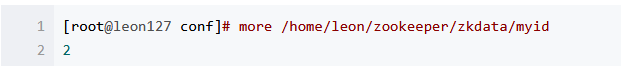 1 [root@leon127 conf]# more /home/leon/zookeeper/zkdata/myid
2 2